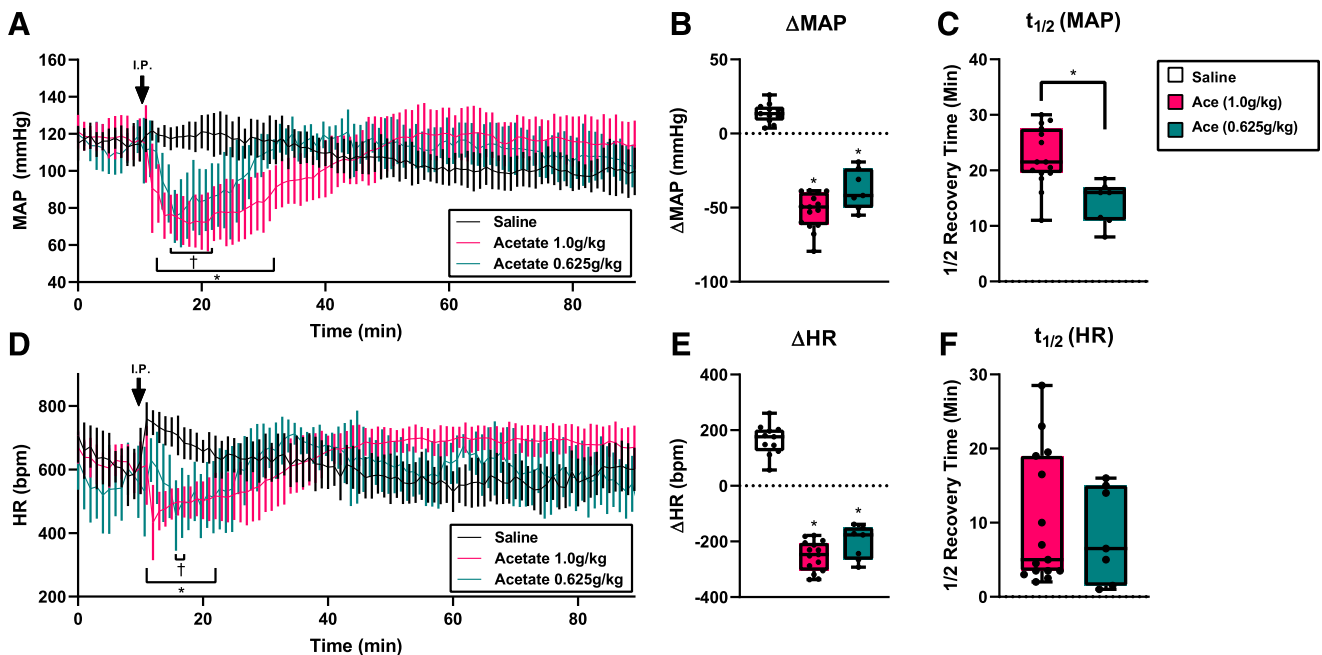 A
I.P.
160
140
120
100
80
60
40
MAP (mmHg)
Saline
Acetate 1.0g/kg
Acetate 0.625g/kg
†
*
0 20 40 60 80
Time (min)
B
ΔMAP
50
0
-50
-100
ΔMAP (mmHg)
*
*
C
t1/2 (MAP)
40
30
20
10
0
1/2 Recovery Time (Min)
*
Saline
Ace (1.0g/kg)
Ace (0.625g/kg)
D
I.P.
800
600
400
200
HR (bpm)
Saline
Acetate 1.0g/kg
Acetate 0.625g/kg
†
*
0 20 40 60 80
Time (min)
E
ΔHR
400
200
0
-200
-400
ΔHR (bpm)
*
*
F
t1/2 (HR)
30
20
10
0
1/2 Recovery Time (Min)